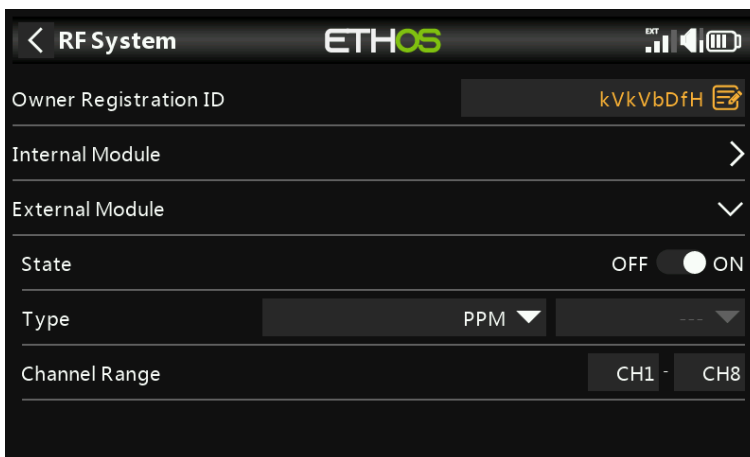 RF System ETHOS EXT
Owner Registration ID kVkVbDfH
Internal Module
External Module
State OFF ON
Type PPM ---
Channel Range CH1 - CH8